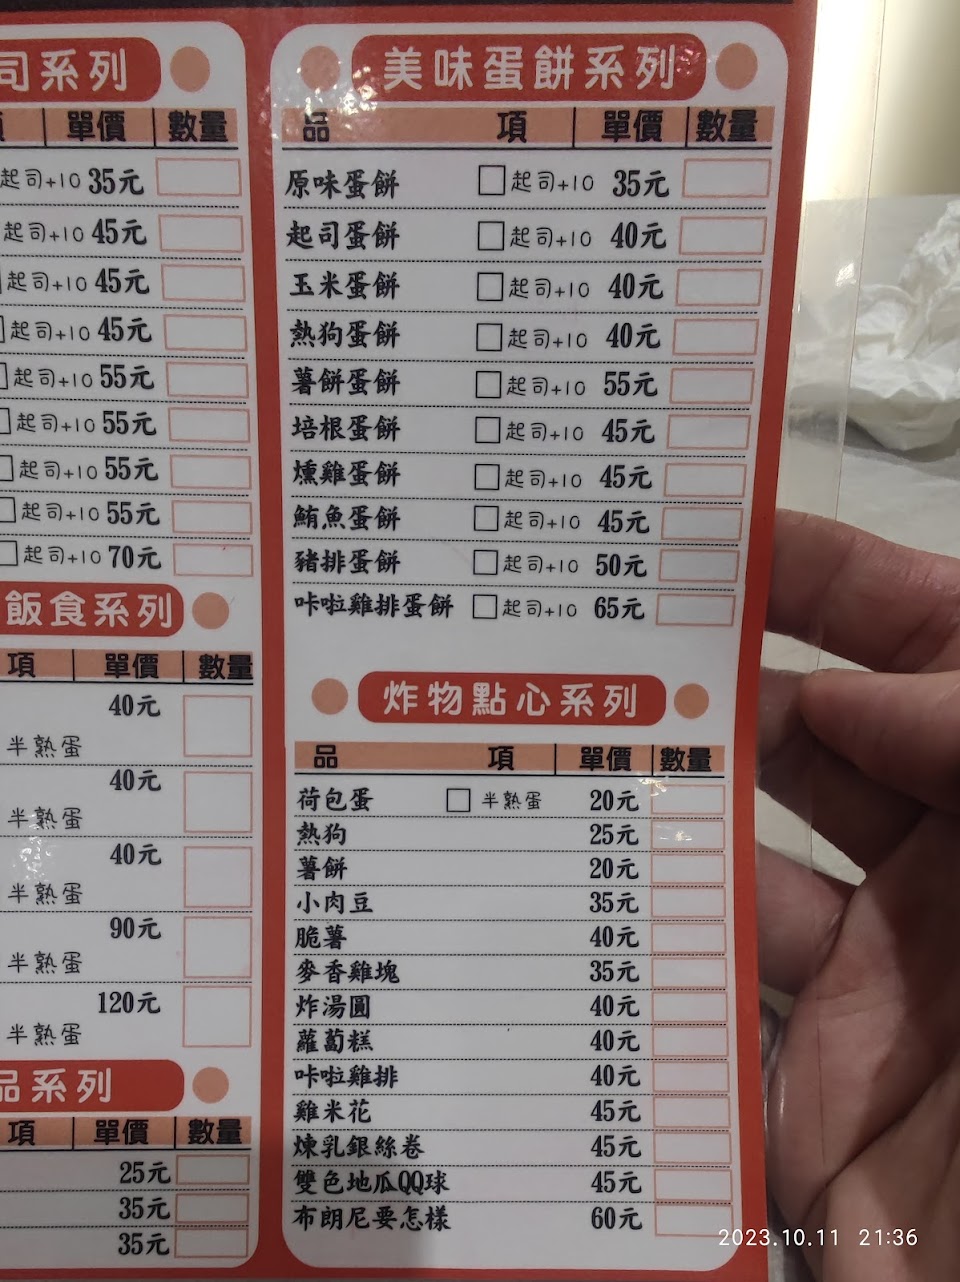 司系列
單價 數量
起司+10 35元
起司+10 45元
起司+10 45元
起司+10 45元
起司+10 55元
起司+10 55元
起司+10 55元
起司+10 55元
起司+10 70元
飯食系列
項 單價 數量
40元
半熟蛋
40元
半熟蛋
40元
半熟蛋
90元
半熟蛋
120元
半熟蛋
品系列
項 單價 數量
25元
35元
35元
美味蛋餅系列
品 項 單價 數量
原味蛋餅 起司+10 35元
起司蛋餅 起司+10 40元
玉米蛋餅 起司+10 40元
熱狗蛋餅 起司+10 40元
薯餅蛋餅 起司+10 55元
培根蛋餅 起司+10 45元
燻雞蛋餅 起司+10 45元
鮪魚蛋餅 起司+10 45元
豬排蛋餅 起司+10 50元
咔啦雞排蛋餅 起司+10 65元
炸物點心系列
品 項 單價 數量
荷包蛋 半熟蛋 20元
熱狗 25元
薯餅 20元
小肉豆 35元
脆薯 40元
麥香雞塊 35元
炸湯圓 40元
蘿蔔糕 40元
咔啦雞排 40元
雞米花 45元
煉乳銀絲卷 45元
雙色地瓜QQ球 45元
布朗尼要怎樣 60元
2023.10.11 21:36